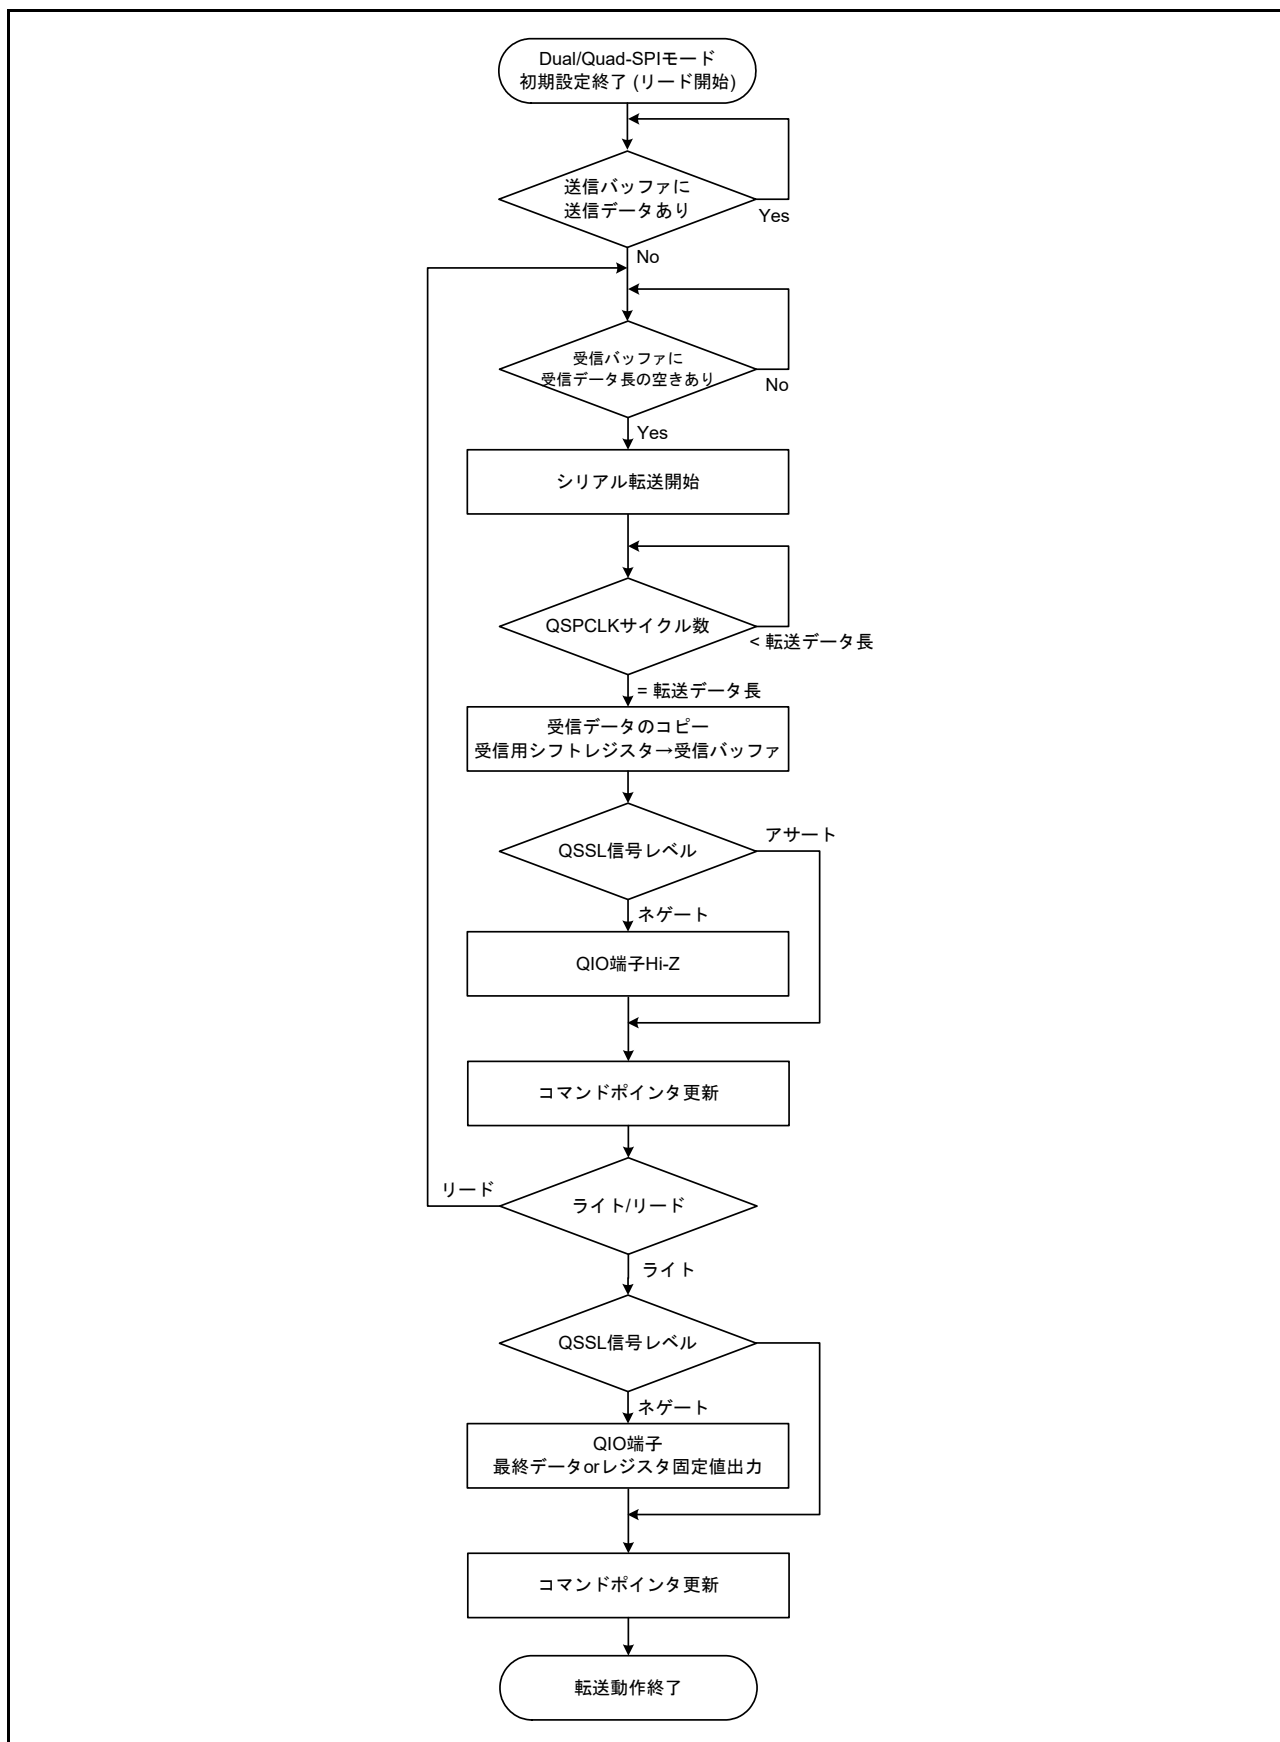 Dual/Quad-SPIモード
初期設定終了 (リード開始)
送信バッファに
送信データあり
Yes
No
受信バッファに
受信データ長の空きあり
No
Yes
シリアル転送開始
QSPCLKサイクル数
< 転送データ長
= 転送データ長
受信データのコピー
受信用シフトレジスタ→受信バッファ
アサート
QSSL信号レベル
ネゲート
QIO端子Hi-Z
コマンドポインタ更新
リード
ライト/リード
ライト
QSSL信号レベル
ネゲート
QIO端子
最終データorレジスタ固定値出力
コマンドポインタ更新
転送動作終了